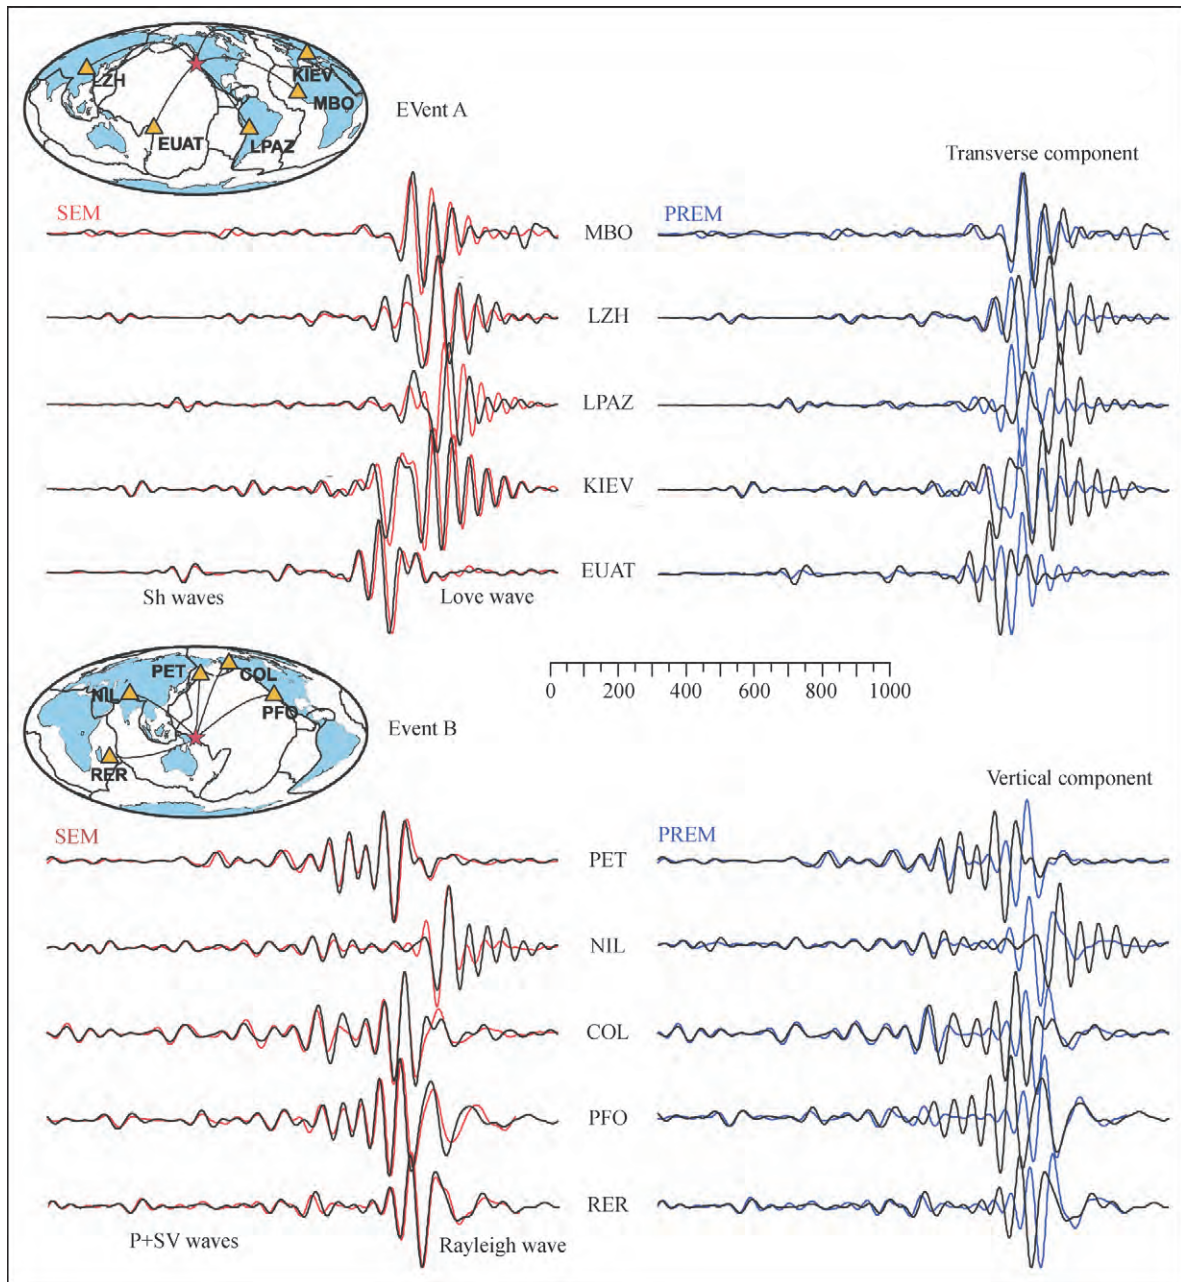 LZH
KIEV
MBO
EUAT
LPAZ
EVent A
Transverse component
SEM
PREM
MBO
LZH
LPAZ
KIEV
EUAT
Sh waves
Love wave
PET
COL
NIL
PFO
RER
Event B
0 200 400 600 800 1000
Vertical component
SEM
PREM
PET
NIL
COL
PFO
RER
P+SV waves
Rayleigh wave